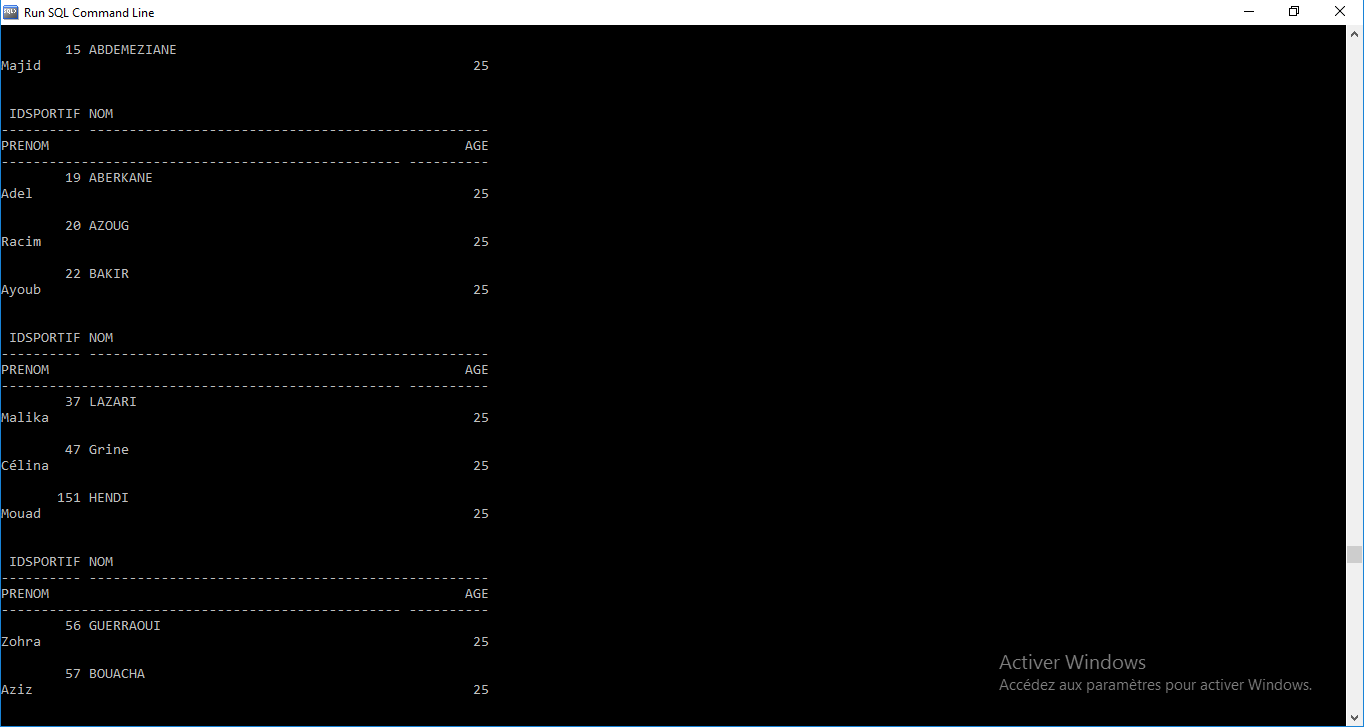 Run SQL Command Line
15 ABDEMEZIANE
Majid 25
IDSPORTIF NOM
---------- --------------------------------------------------
PRENOM AGE
-------------------------------------------------- ----------
19 ABERKANE
Adel 25
20 AZOUG
Racim 25
22 BAKIR
Ayoub 25
IDSPORTIF NOM
---------- --------------------------------------------------
PRENOM AGE
-------------------------------------------------- ----------
37 LAZARI
Malika 25
47 Grine
Célina 25
151 HENDI
Mouad 25
IDSPORTIF NOM
---------- --------------------------------------------------
PRENOM AGE
-------------------------------------------------- ----------
56 GUERRAOUI
Zohra 25
57 BOUACHA
Aziz 25
Activer Windows
Accédez aux paramètres pour activer Windows.